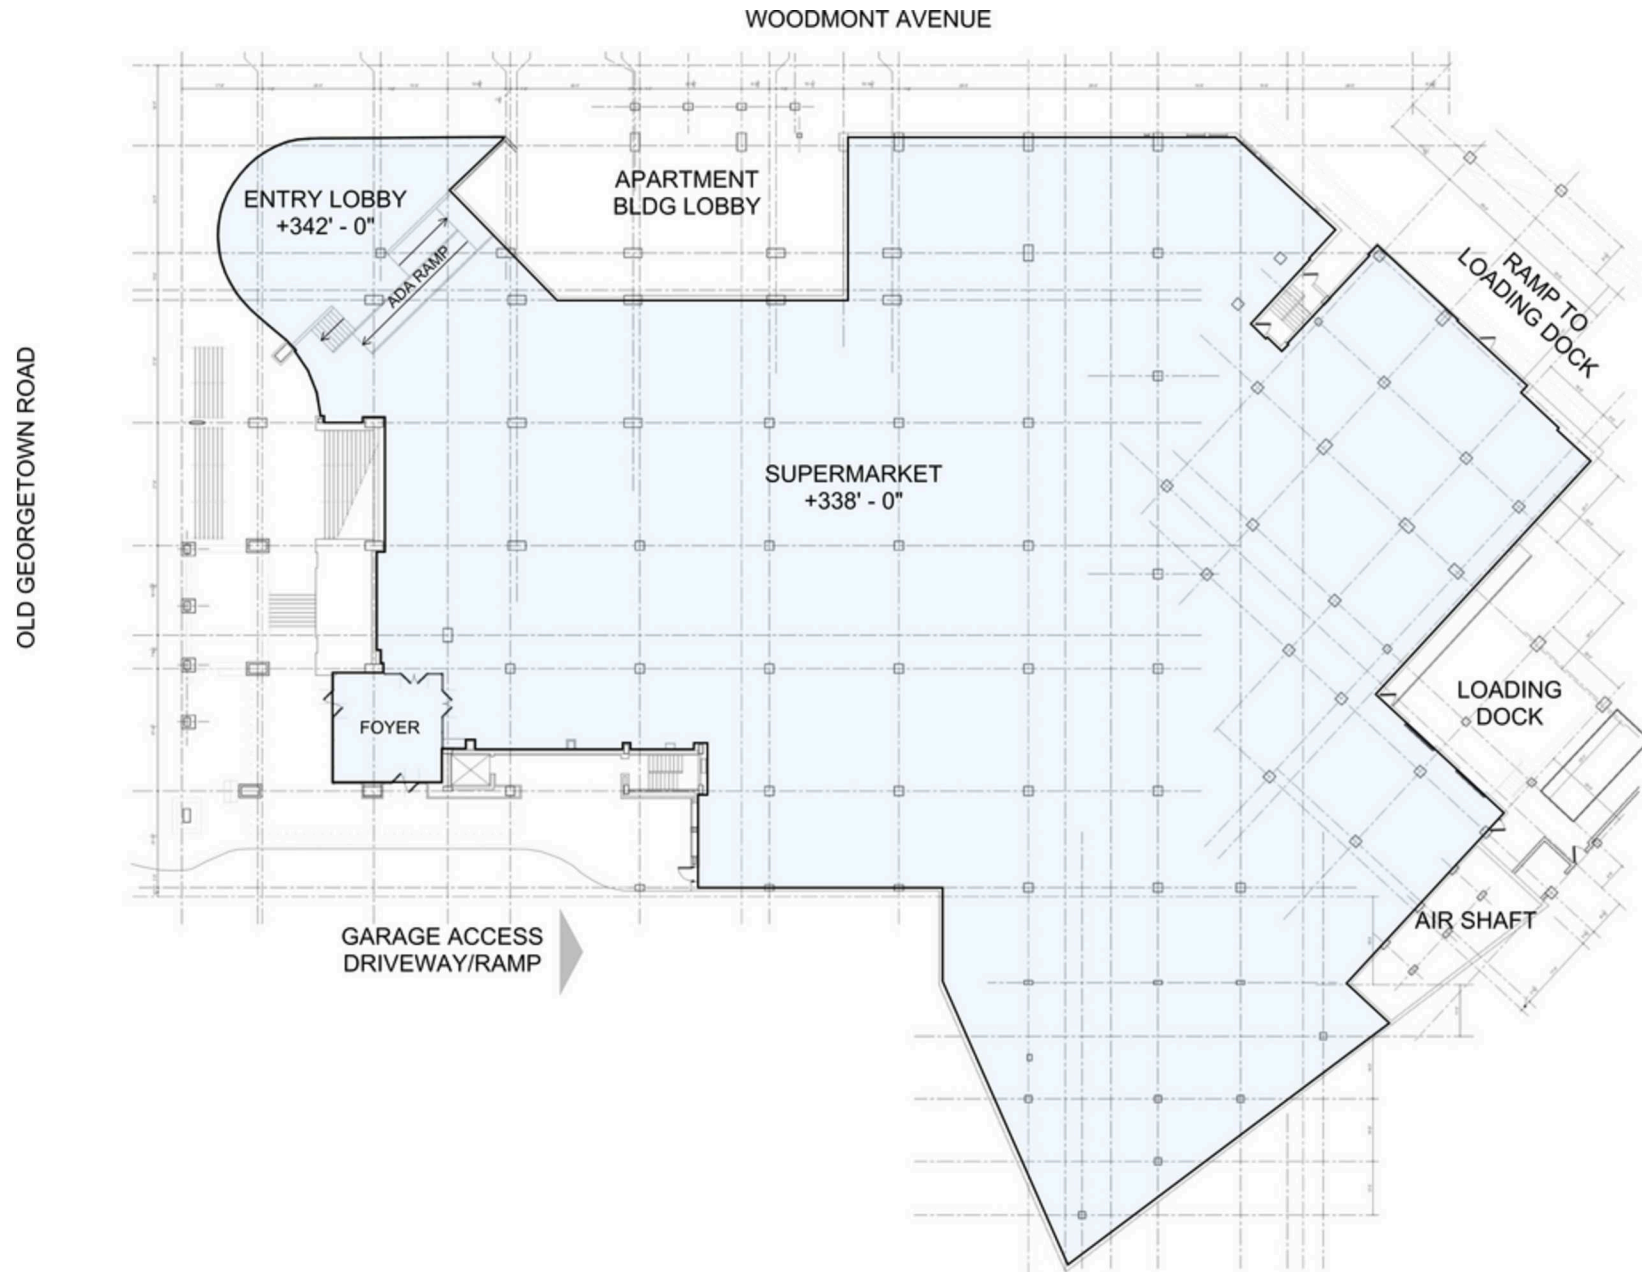 WOODMONT AVENUE
APARTMENT
BLDG LOBBY
ENTRY LOBBY
+342' - 0"
ADA RAMP
RAMP TO
LOADING DOCK
OLD GEORGETOWN ROAD
SUPERMARKET
+338' - 0"
LOADING
DOCK
FOYER
AIR SHAFT
GARAGE ACCESS
DRIVEWAY/RAMP